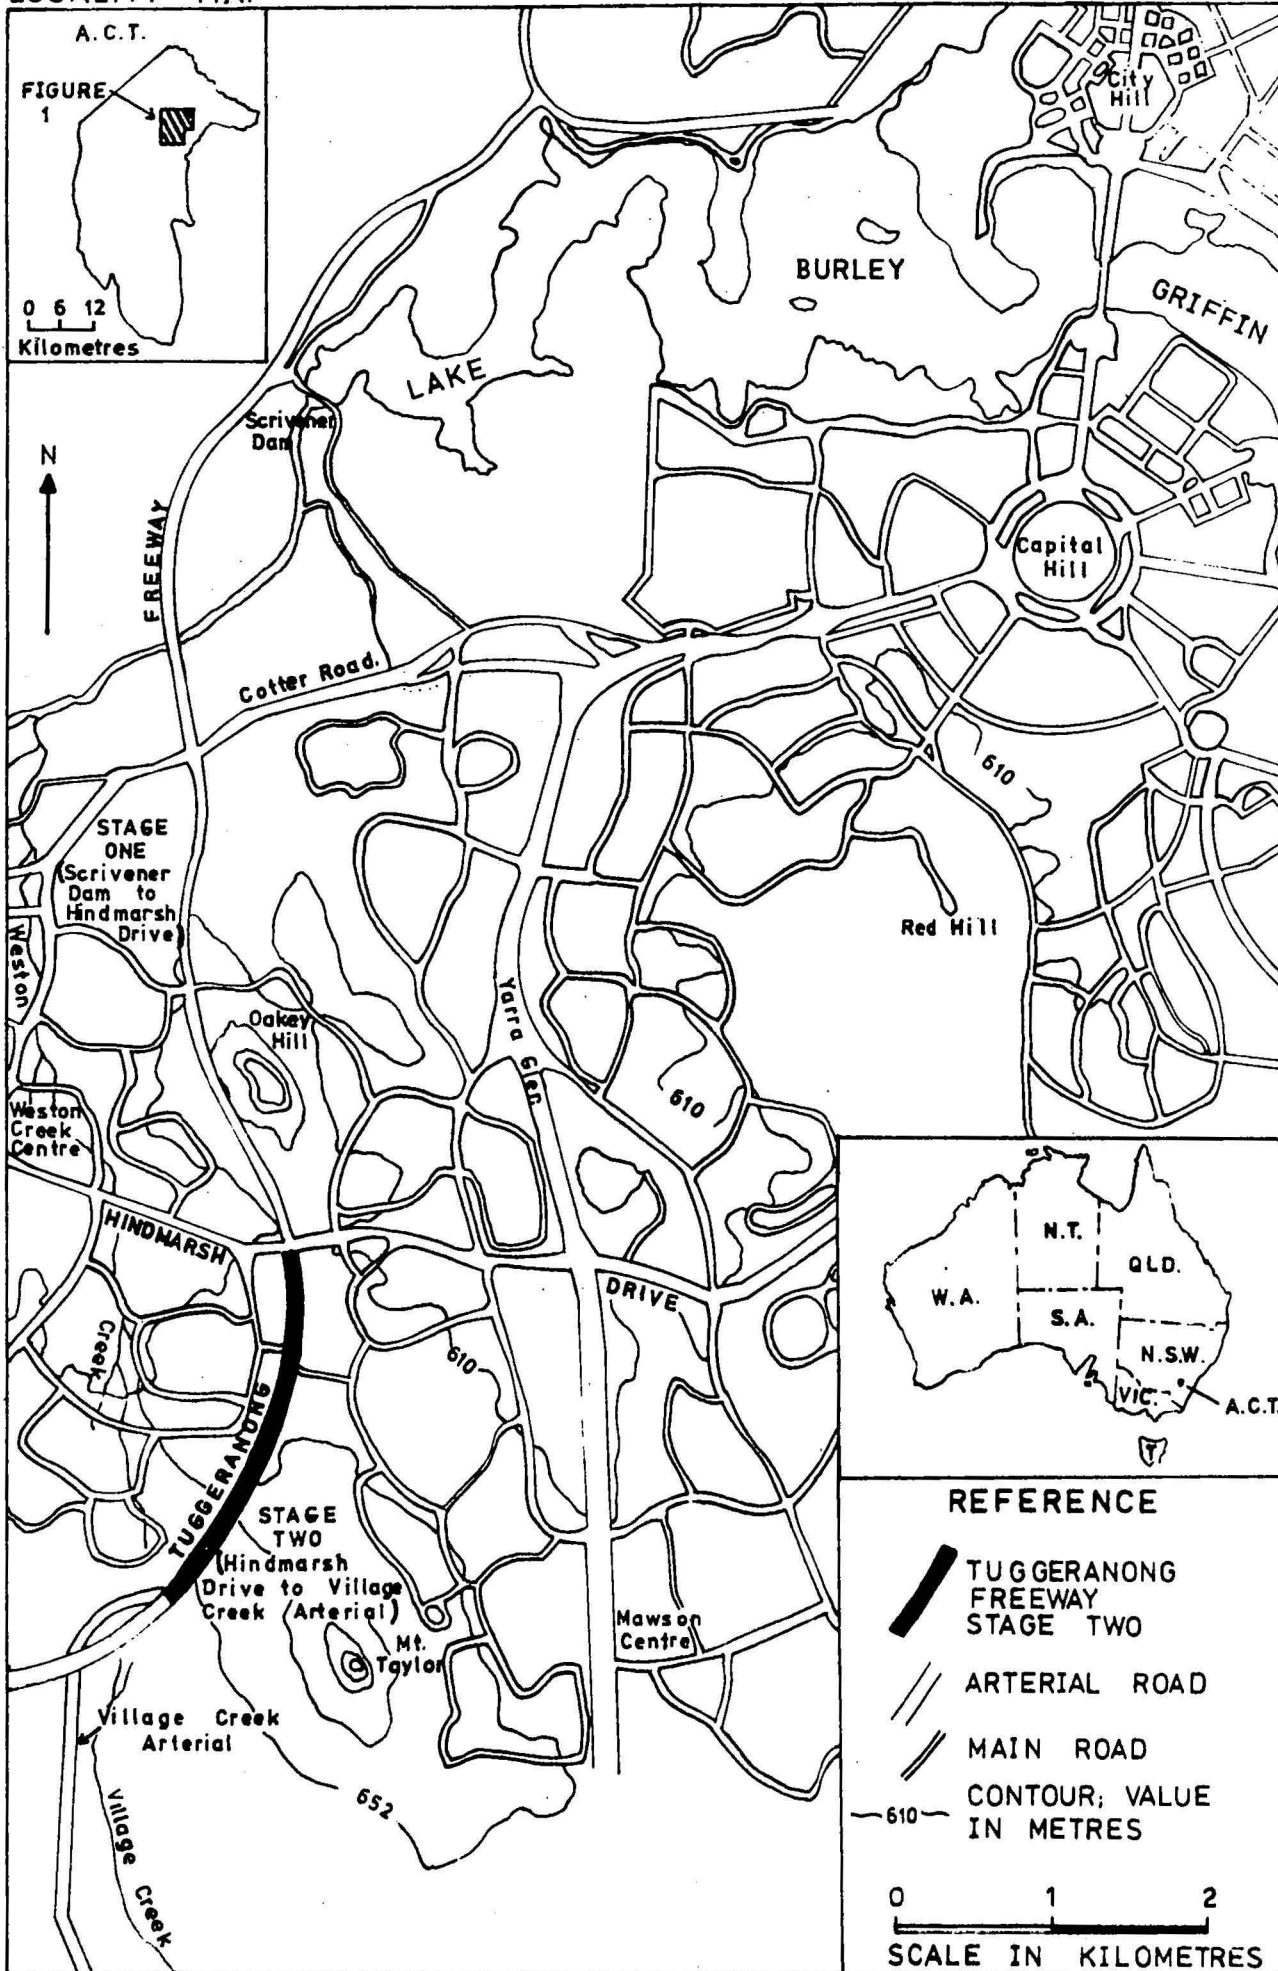 A.C.T.
FIGURE
1
0 6 12
Kilometres
City
Hill
BURLEY
GRIFFIN
LAKE
Scrivener
Dam
N
FREEWAY
Capital
Hill
Cotter Road.
610
STAGE
ONE
(Scrivener
Dam to
Hindmarsh
Drive)
Weston
Red Hill
Oakey
Hill
Yarra Glen
610
Weston
Creek
Centre
HINDMARSH
DRIVE
Creek
610
TUGGERANONG
STAGE
TWO
(Hindmarsh
Drive to Village
Creek (Arterial)
Mt.
Taylor
Mawson
Centre
Village Creek
Arterial
652
Village Creek
N.T.
QLD.
W.A.
S.A.
N.S.W.
VIC.
A.C.T.
T
REFERENCE
TUGGERANONG
FREEWAY
STAGE TWO
ARTERIAL ROAD
MAIN ROAD
610
CONTOUR; VALUE
IN METRES
0 1 2
SCALE IN KILOMETRES